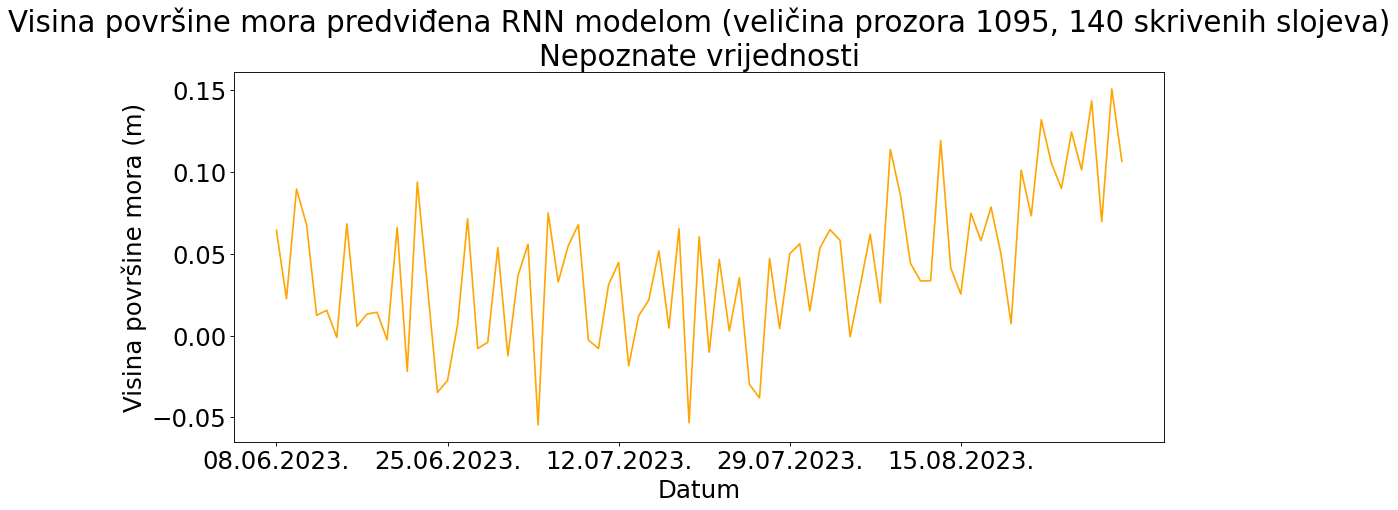 Visina površine mora predviđena RNN modelom (veličina prozora 1095, 140 skrivenih slojeva)
Nepoznate vrijednosti
Visina površine mora (m)
0.15
0.10
0.05
0.00
−0.05
08.06.2023. 25.06.2023. 12.07.2023. 29.07.2023. 15.08.2023.
Datum